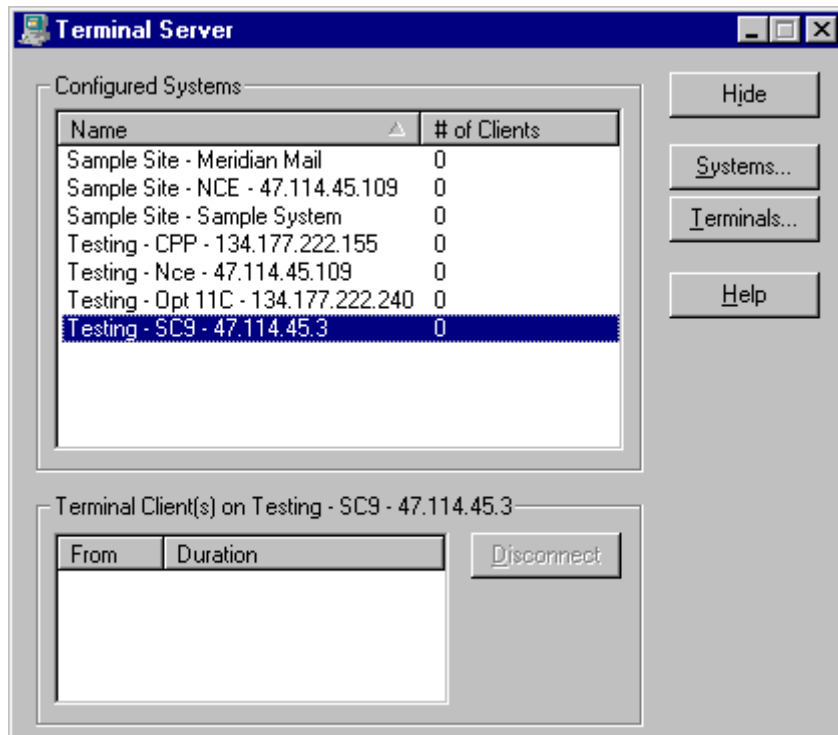 Terminal Server
Configured Systems
Name # of Clients
Sample Site - Meridian Mail 0
Sample Site - NCE - 47.114.45.109 0
Sample Site - Sample System 0
Testing - CPP - 134.177.222.155 0
Testing - Nce - 47.114.45.109 0
Testing - Opt 11C - 134.177.222.240 0
Testing - SC9 - 47.114.45.3 0
Hide
Systems...
Terminals...
Help
Terminal Client(s) on Testing - SC9 - 47.114.45.3
From Duration
Disconnect